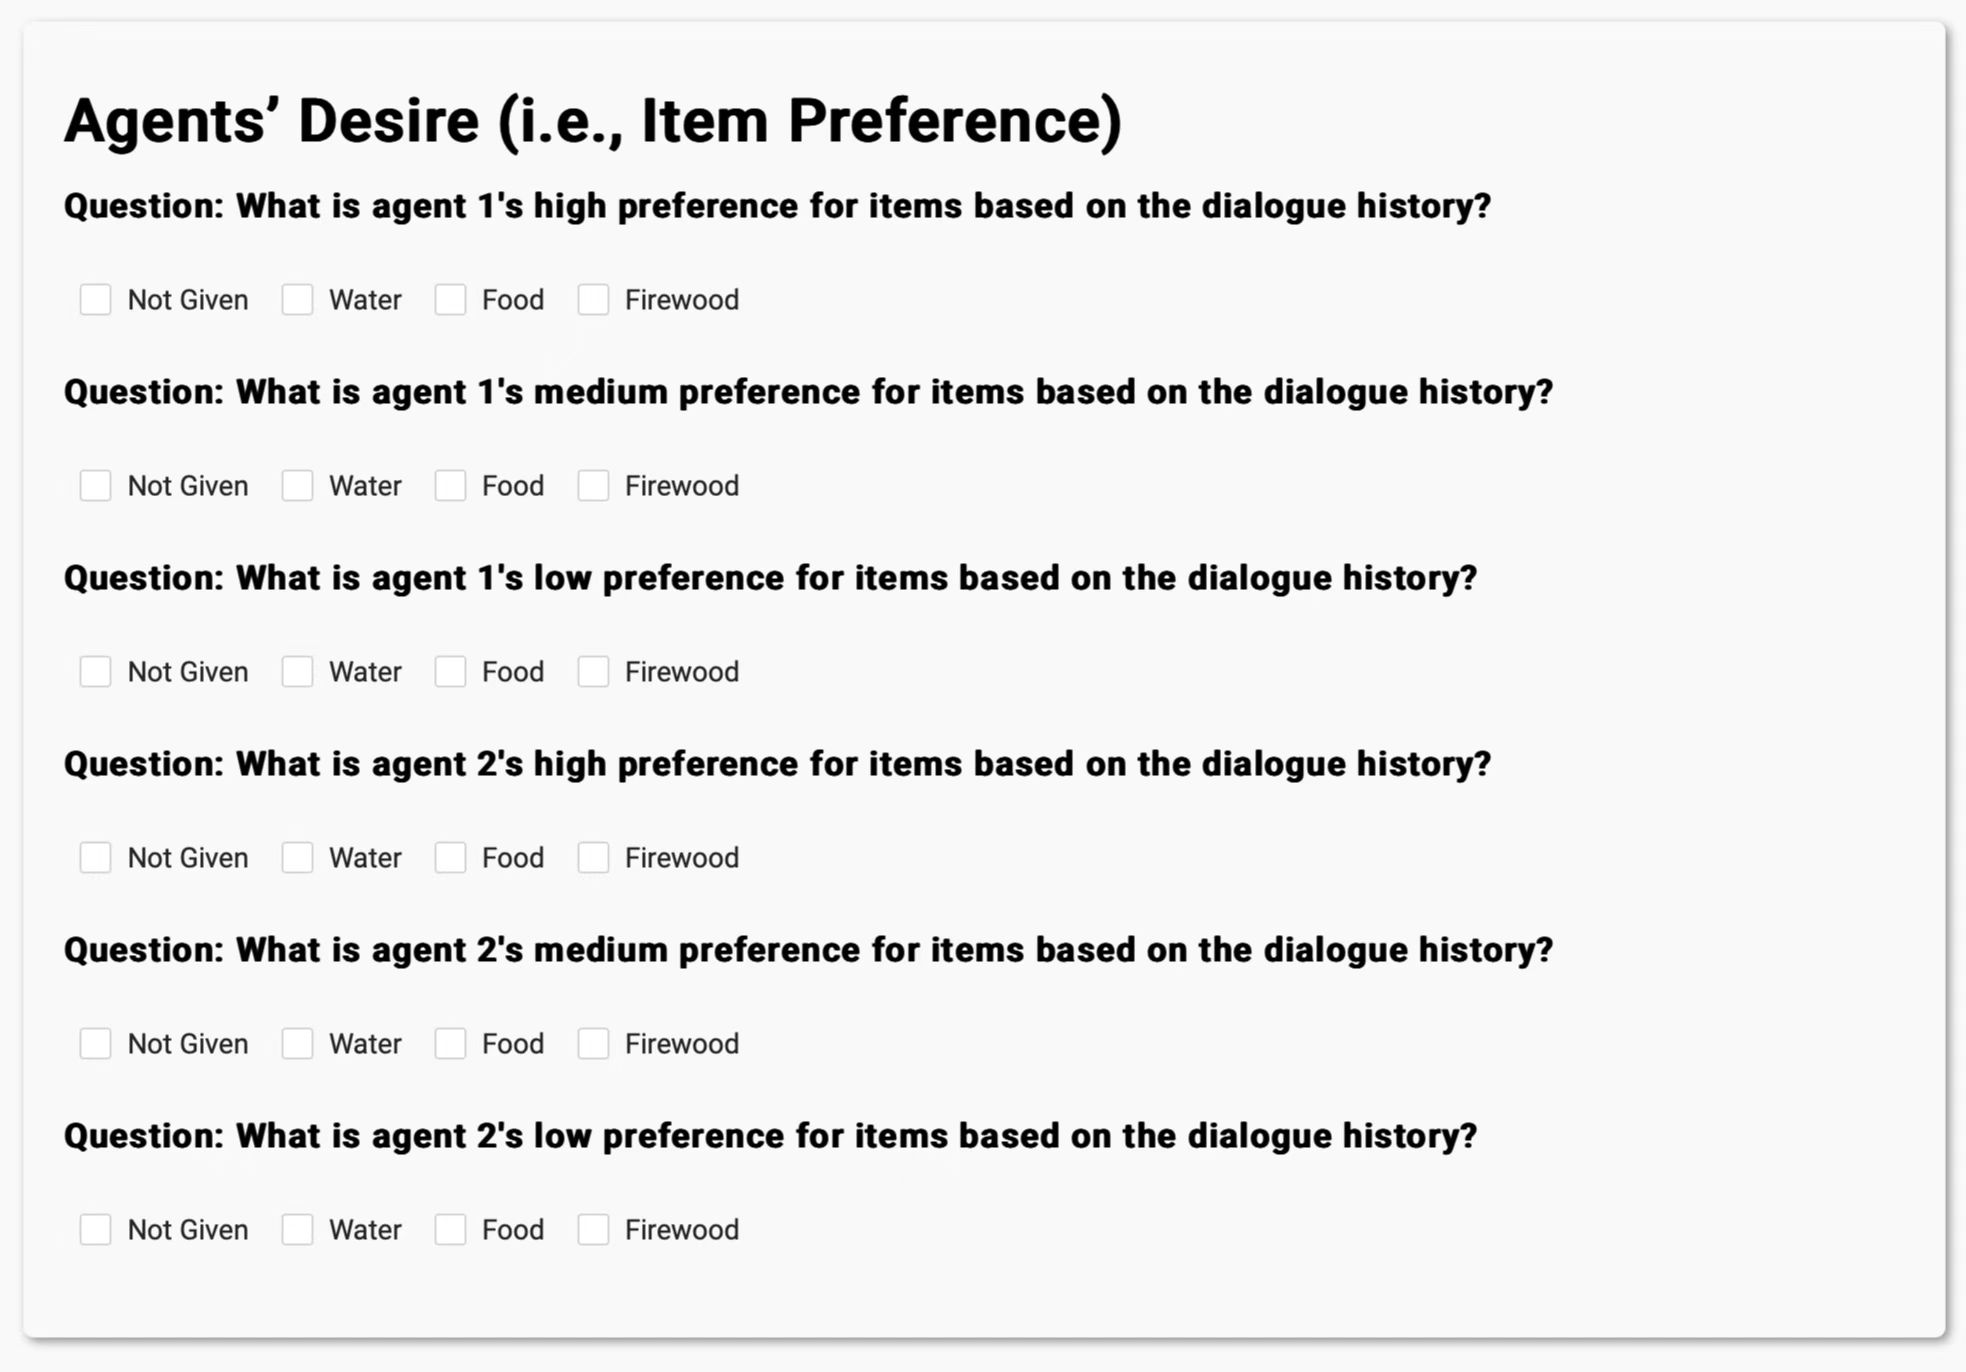 Agents’ Desire (i.e., Item Preference)
Question: What is agent 1's high preference for items based on the dialogue history?
Not Given Water Food Firewood
Question: What is agent 1's medium preference for items based on the dialogue history?
Not Given Water Food Firewood
Question: What is agent 1's low preference for items based on the dialogue history?
Not Given Water Food Firewood
Question: What is agent 2's high preference for items based on the dialogue history?
Not Given Water Food Firewood
Question: What is agent 2's medium preference for items based on the dialogue history?
Not Given Water Food Firewood
Question: What is agent 2's low preference for items based on the dialogue history?
Not Given Water Food Firewood